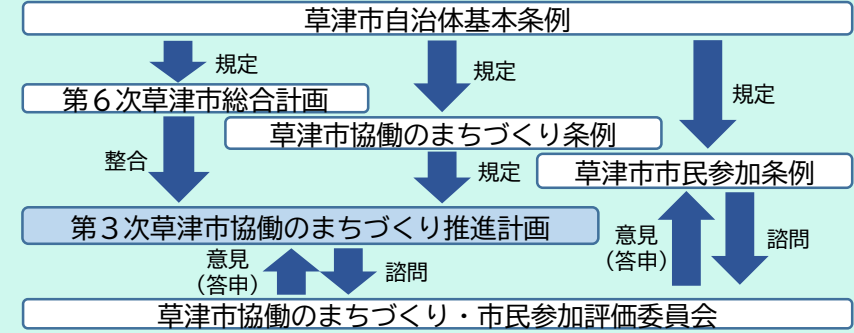 草津市自治体基本条例
規定
規定
規定
第６次草津市総合計画
草津市協働のまちづくり条例
整合
規定
草津市市民参加条例
第３次草津市協働のまちづくり推進計画
意見
（答申）
諮問
意見
（答申）
諮問
草津市協働のまちづくり・市民参加評価委員会